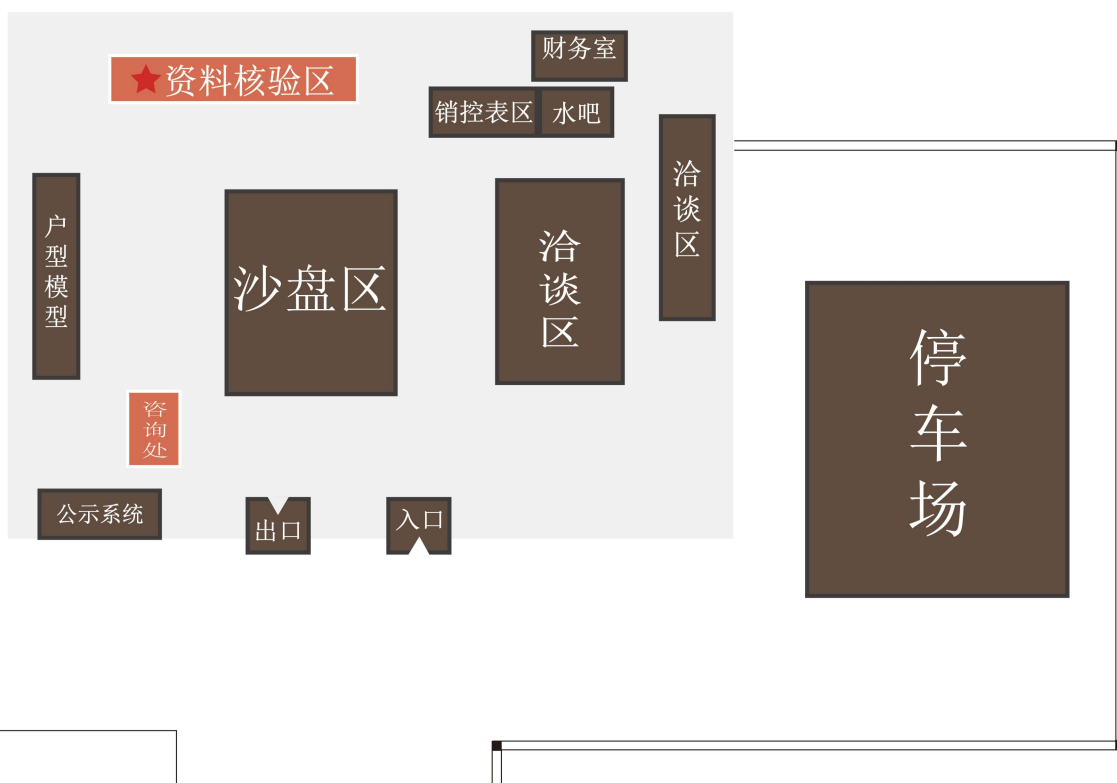 财务室
★资料核验区
销控表区
水吧
洽谈区
户型模型
沙盘区
洽谈区
停车场
咨询处
公示系统
出口
入口